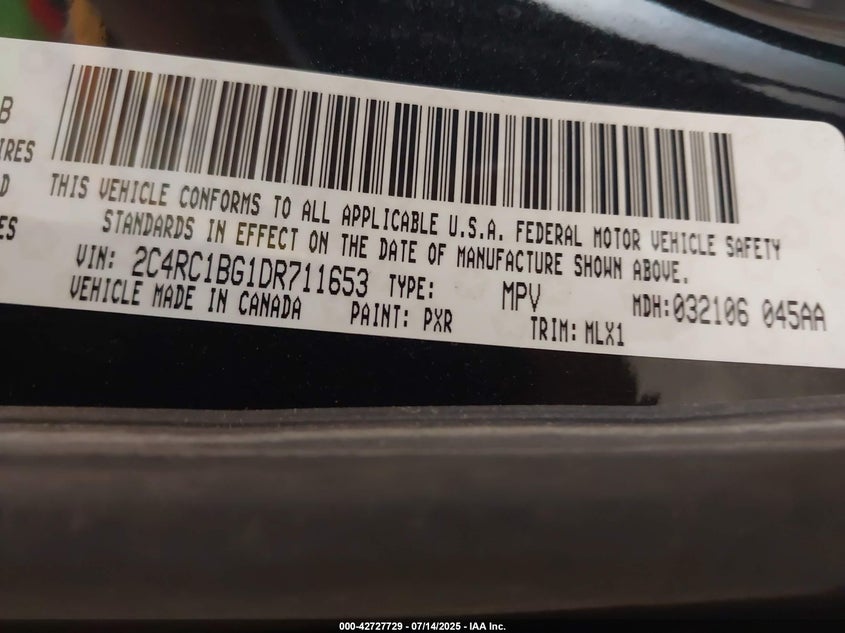 B
IRES
D
ES
THIS VEHICLE CONFORMS TO ALL APPLICABLE U.S.A. FEDERAL MOTOR VEHICLE SAFETY
STANDARDS IN EFFECT ON THE DATE OF MANUFACTURE SHOWN ABOVE.
VIN: 2C4RC1BG1DR711653 TYPE: MPV MDH:032106 045AA
VEHICLE MADE IN CANADA PAINT: PXR TRIM: MLX1
000-42727729 - 07/14/2025 - IAA Inc.